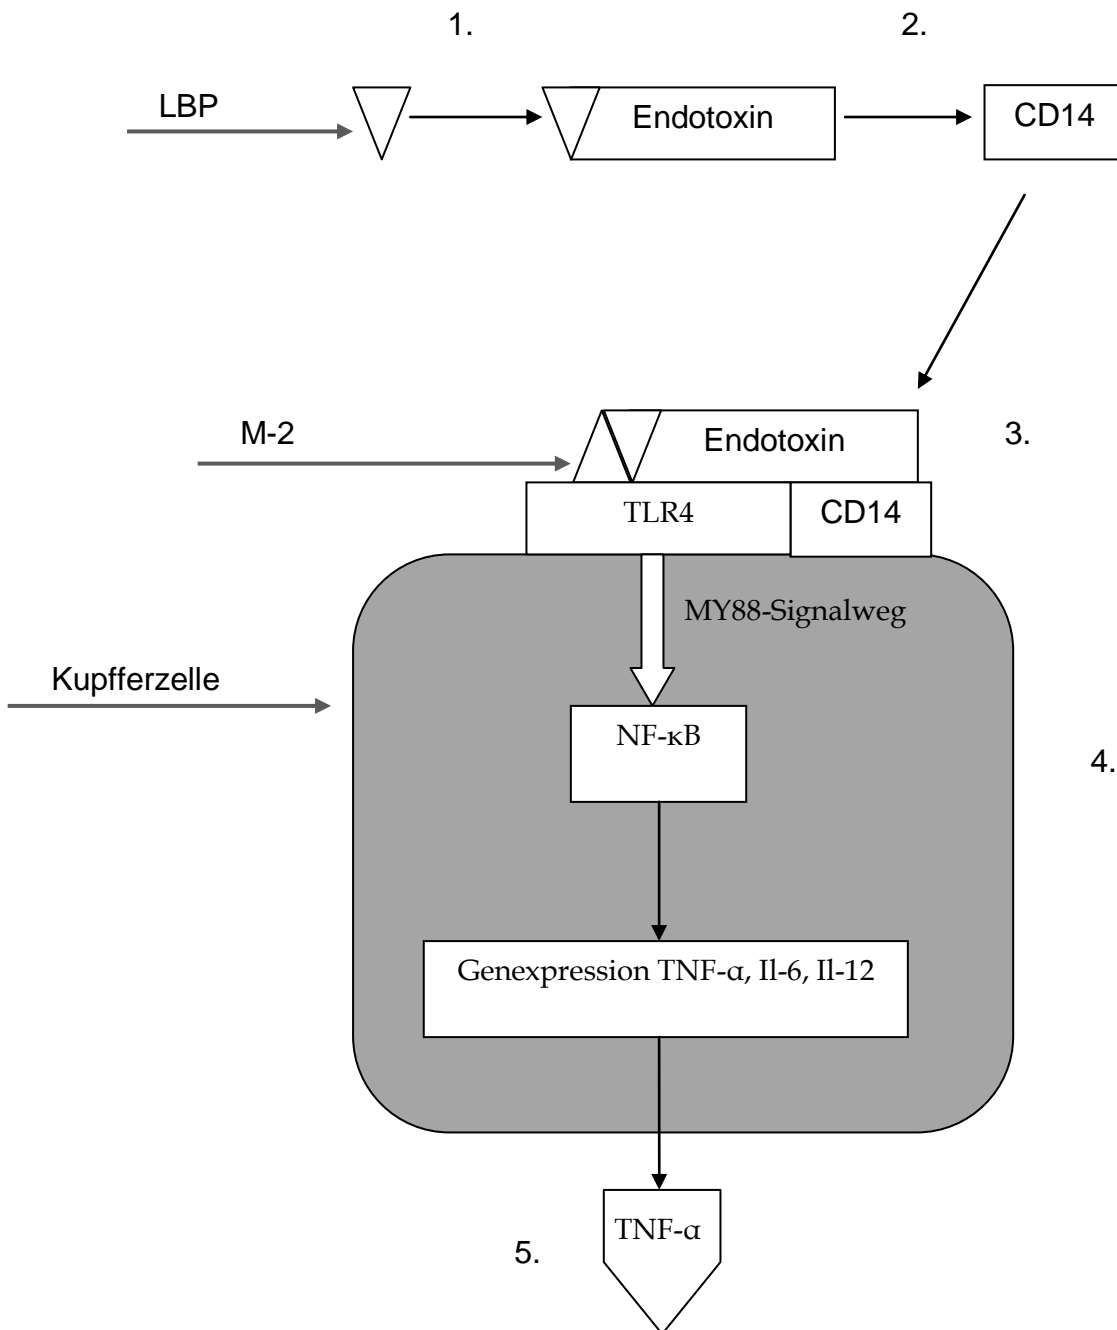 1.
2.
LBP
Endotoxin
CD14
M-2
Endotoxin
3.
TLR4
CD14
MY88-Signalweg
Kupfferzelle
NF-κB
4.
Genexpression TNF-α, Il-6, Il-12
TNF-α
5.